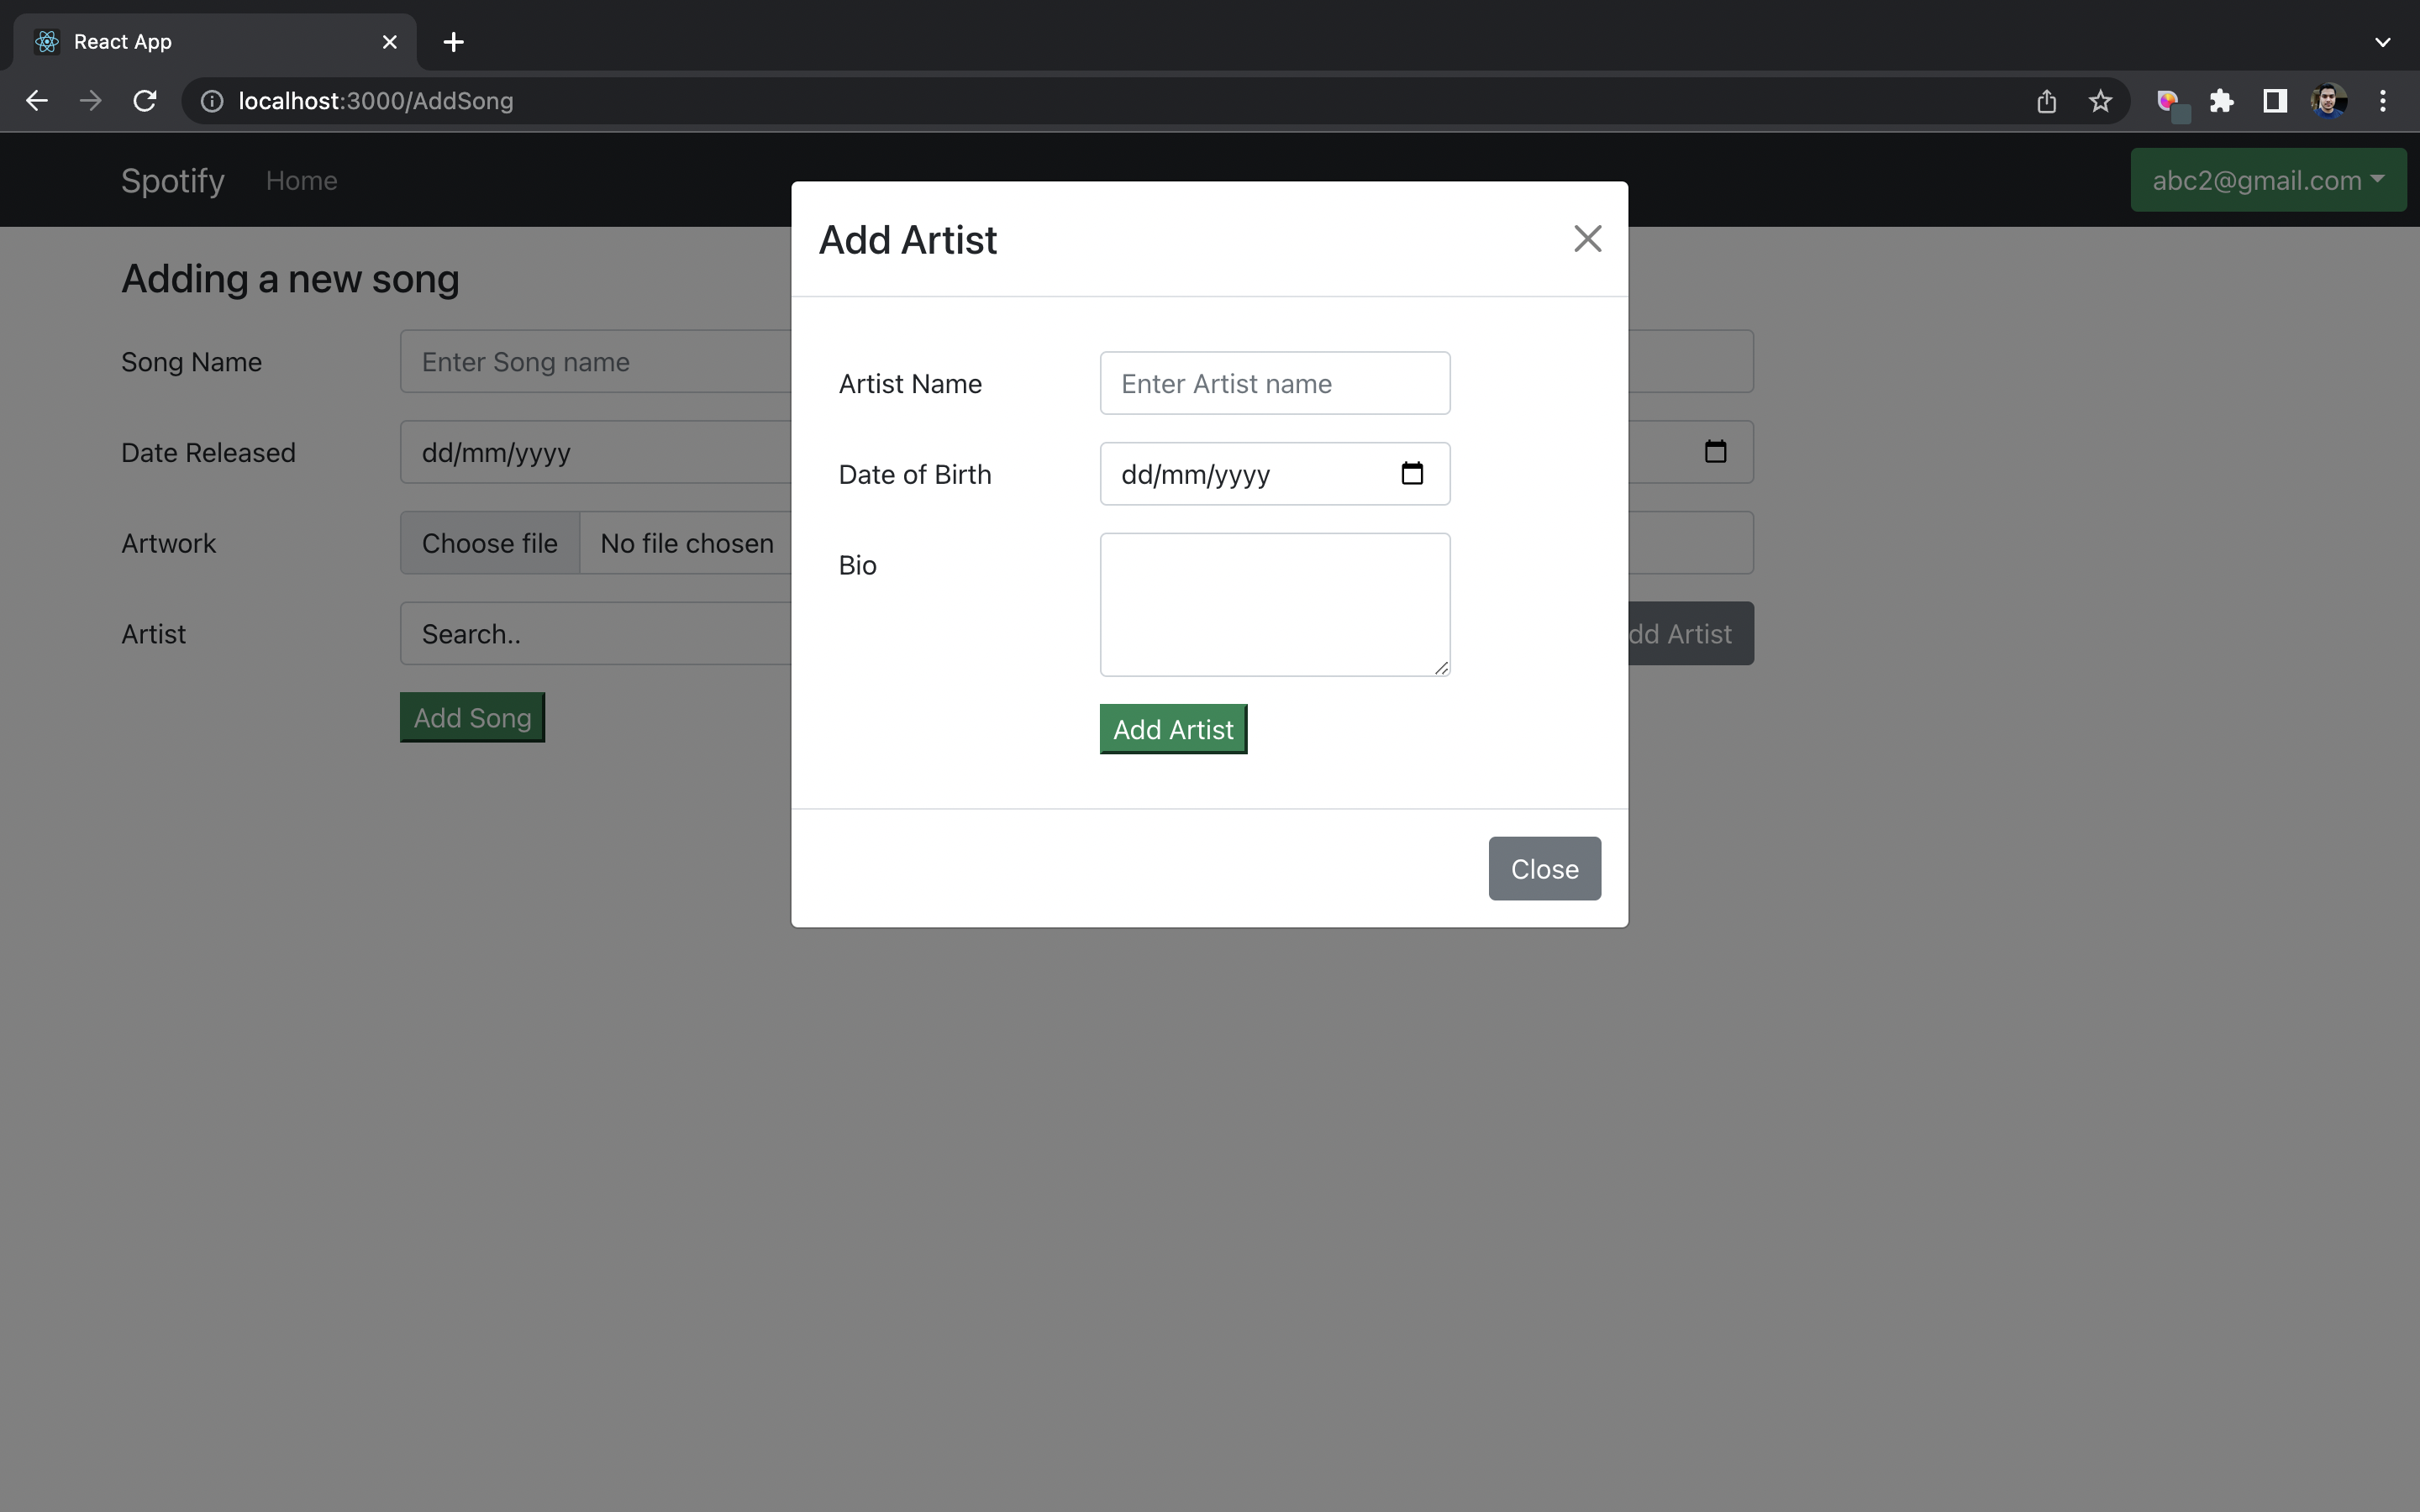 React App
localhost:3000/AddSong
Spotify Home abc2@gmail.com
Add Artist
Adding a new song
Song Name Enter Song name
Artist Name Enter Artist name
Date Released dd/mm/yyyy
Date of Birth dd/mm/yyyy
Artwork Choose file No file chosen
Bio
Artist Search.. dd Artist
Add Song
Add Artist
Close